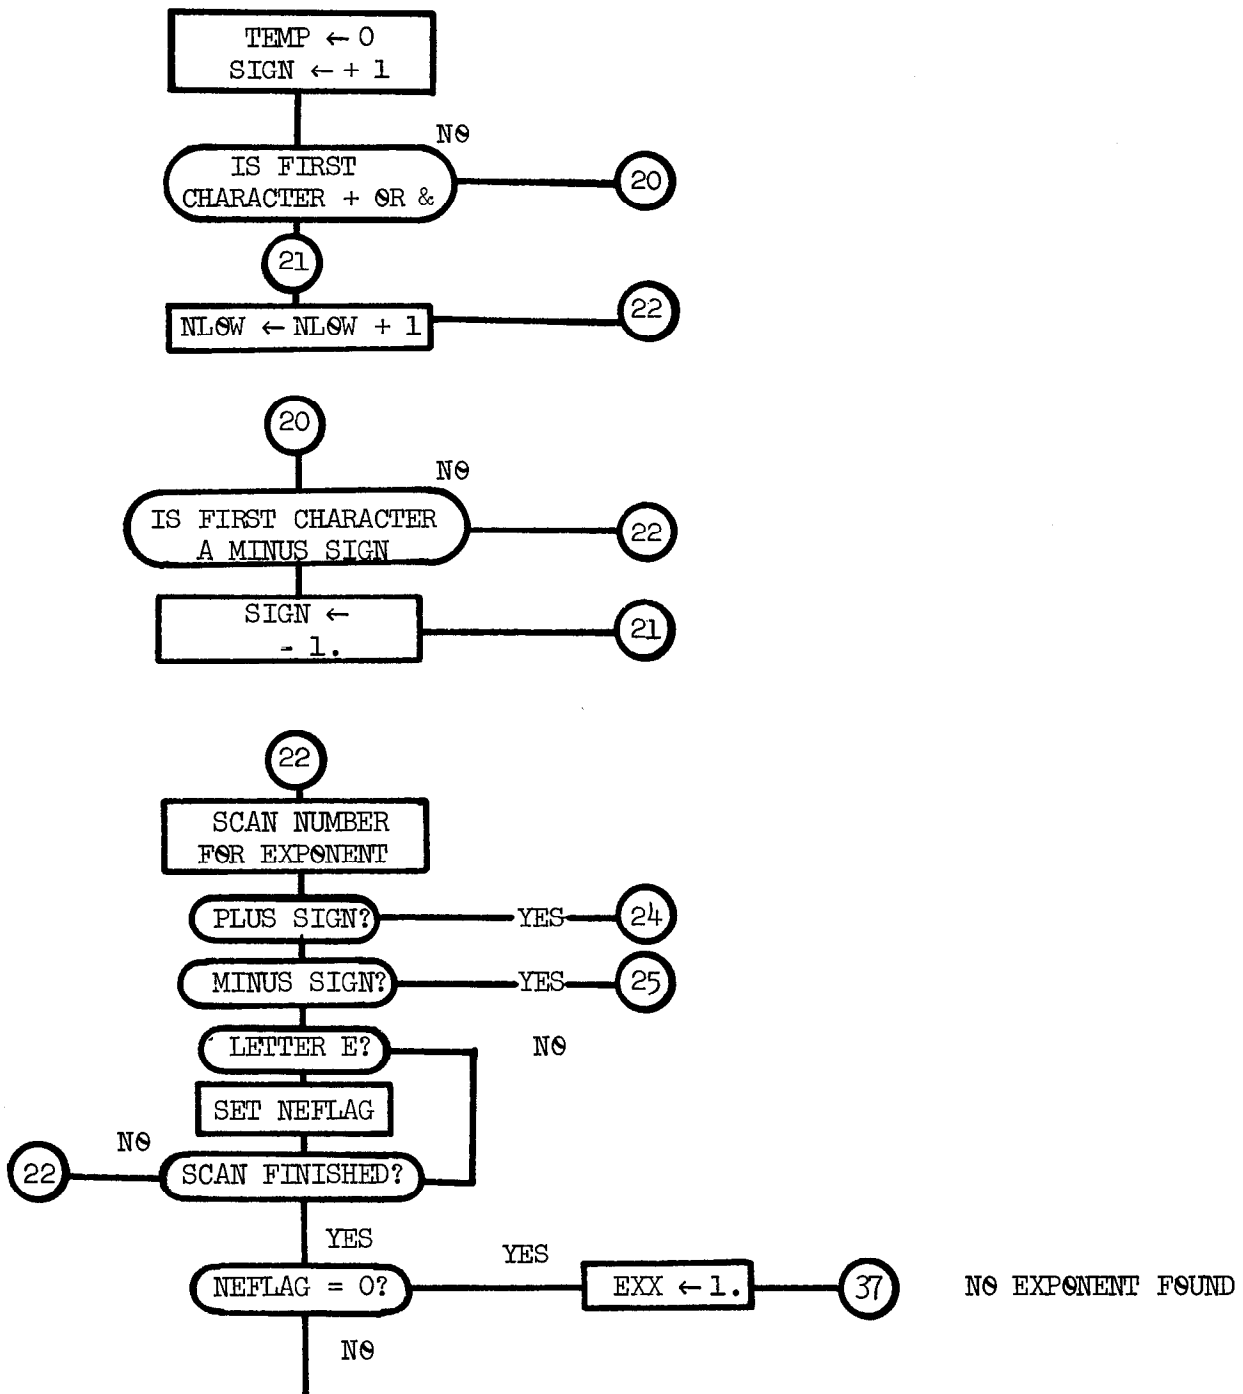 TEMP ← 0
SIGN ← + 1
NO
IS FIRST
CHARACTER + OR &
20
21
NLOW ← NLOW + 1
22
20
NO
IS FIRST CHARACTER
A MINUS SIGN
22
SIGN ←
- 1.
21
22
SCAN NUMBER
FOR EXPONENT
PLUS SIGN?
YES
24
MINUS SIGN?
YES
25
LETTER E?
NO
SET NEFLAG
NO
22
SCAN FINISHED?
YES
YES
NEFLAG = 0?
EXX ← 1.
37
NO EXPONENT FOUND
NO